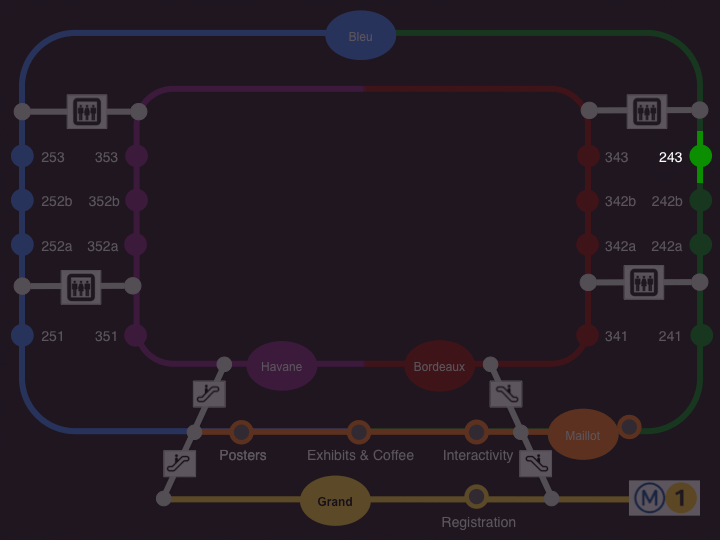 Bleu
253 353 343 243
252b 352b 342b 242b
252a 352a 342a 242a
251 351 341 241
Havane Bordeaux
Maillot
Posters Exhibits & Coffee Interactivity
Grand
M 1
Registration